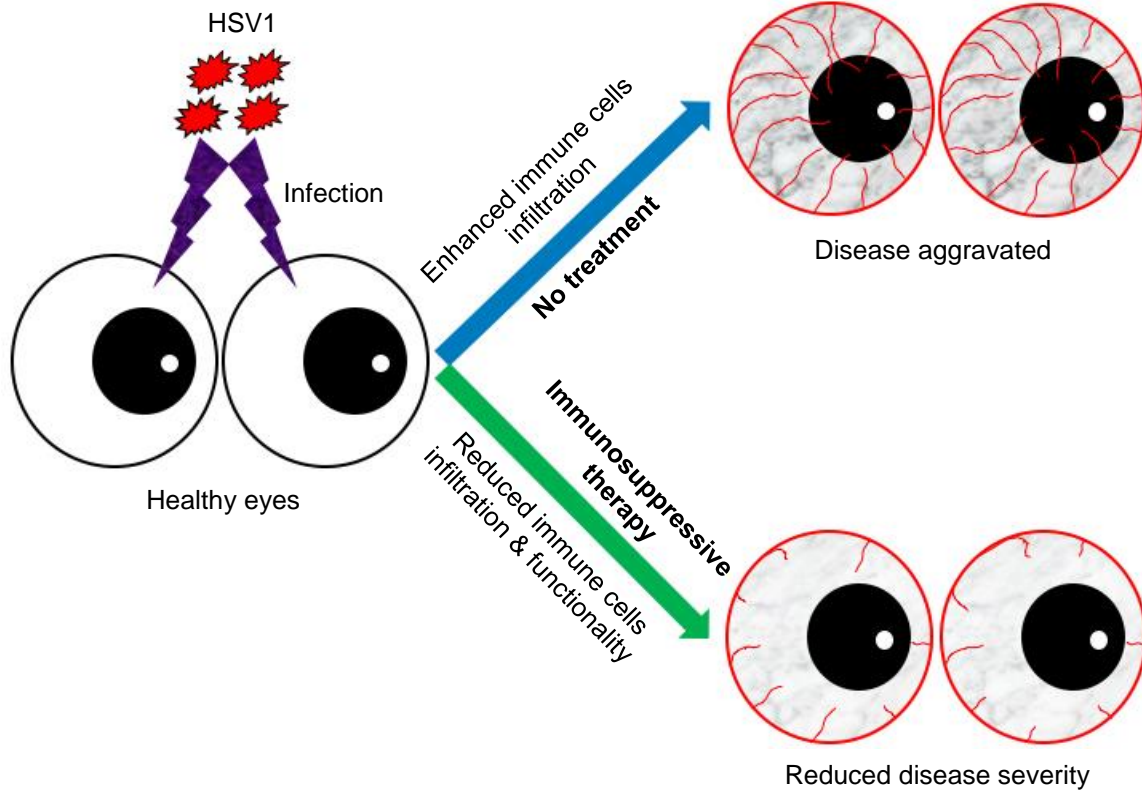 HSV1
Infection
Healthy eyes
Enhanced immune cells
infiltration
No treatment
Disease aggravated
Immunosuppressive
therapy
Reduced immune cells
infiltration & functionality
Reduced disease severity